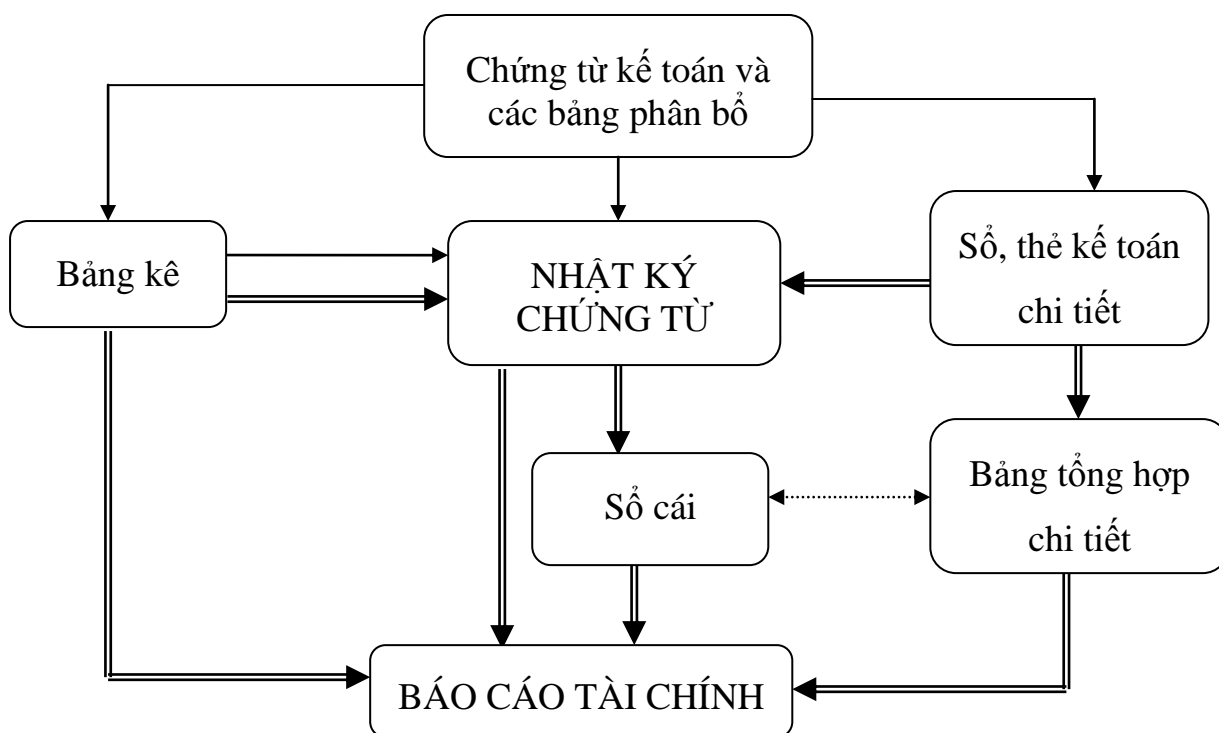 Chứng từ kế toán và
các bảng phân bổ
Bảng kê
NHẬT KÝ
CHỨNG TỪ
Sổ, thẻ kế toán
chi tiết
Sổ cái
Bảng tổng hợp
chi tiết
BÁO CÁO TÀI CHÍNH